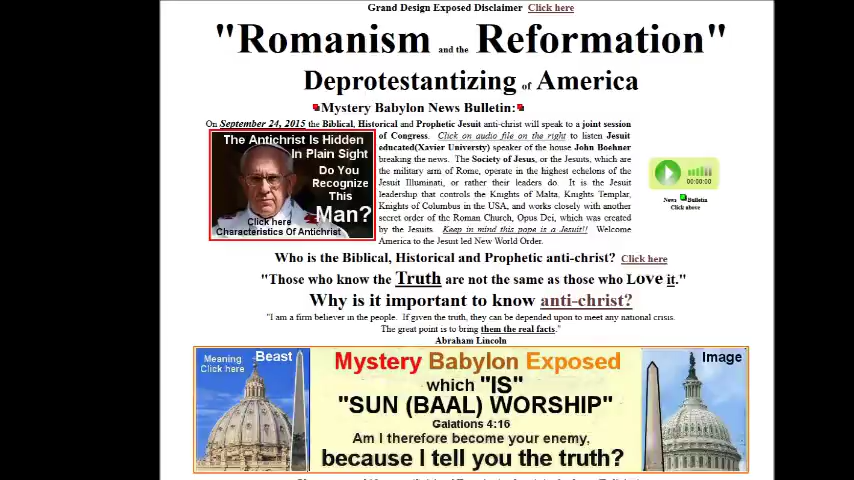 Grand Design Exposed Disclaimer Click here
"Romanism and the Reformation"
Deprotestantizing of America
Mystery Babylon News Bulletin:
On September 24, 2015 the Biblical, Historical and Prophetic Jesuit anti-christ will speak to a joint session
of Congress. Click on audio file on the right to listen Jesuit
educated(Xavier Universty) speaker of the house John Boehner
breaking the news. The Society of Jesus, or the Jesuits, which are
the military arm of Rome, operate in the highest echelons of the
Jesuit Illuminati, or rather their leaders do. It is the Jesuit
leadership that controls the Knights of Malta, Knights Templar,
Knights of Columbus in the USA, and works closely with another
secret order of the Roman Church, Opus Dei, which was created
by the Jesuits. Keep in mind this pope is a Jesuit!! Welcome
America to the Jesuit led New World Order.
The Antichrist Is Hidden
In Plain Sight
Do You
Recognize
This
Man?
Click here
Characteristics Of Antichrist
00:00:00
News Bulletin
Click above
Who is the Biblical, Historical and Prophetic anti-christ? Click here
"Those who know the Truth are not the same as those who Love it."
Why is it important to know anti-christ?
"I am a firm believer in the people. If given the truth, they can be depended upon to meet any national crisis.
The great point is to bring them the real facts."
Abraham Lincoln
Meaning
Click here
Beast
Mystery Babylon Exposed
which "IS"
"SUN (BAAL) WORSHIP"
Galations 4:16
Am I therefore become your enemy,
because I tell you the truth?
Image